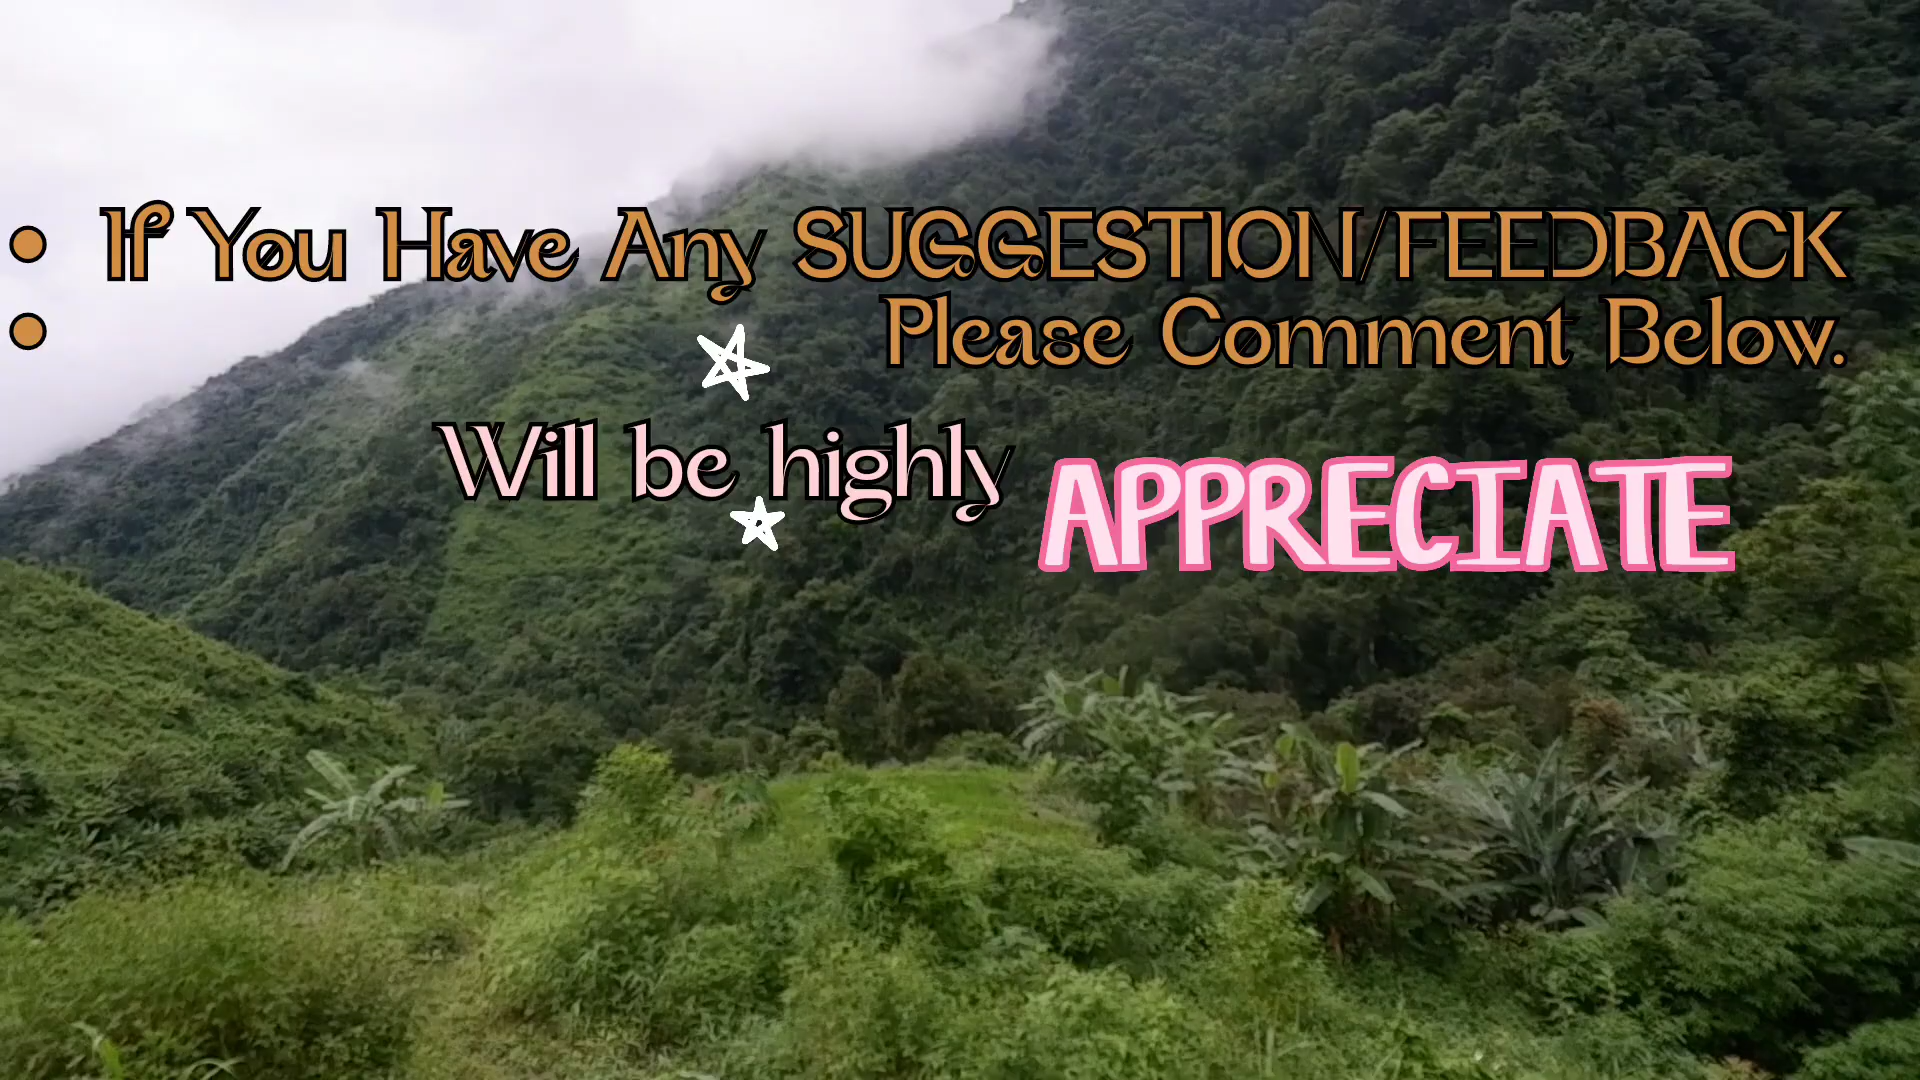 • If You Have Any SUGGESTION/FEEDBACK
• Please Comment Below.
Will be highly APPRECIATE